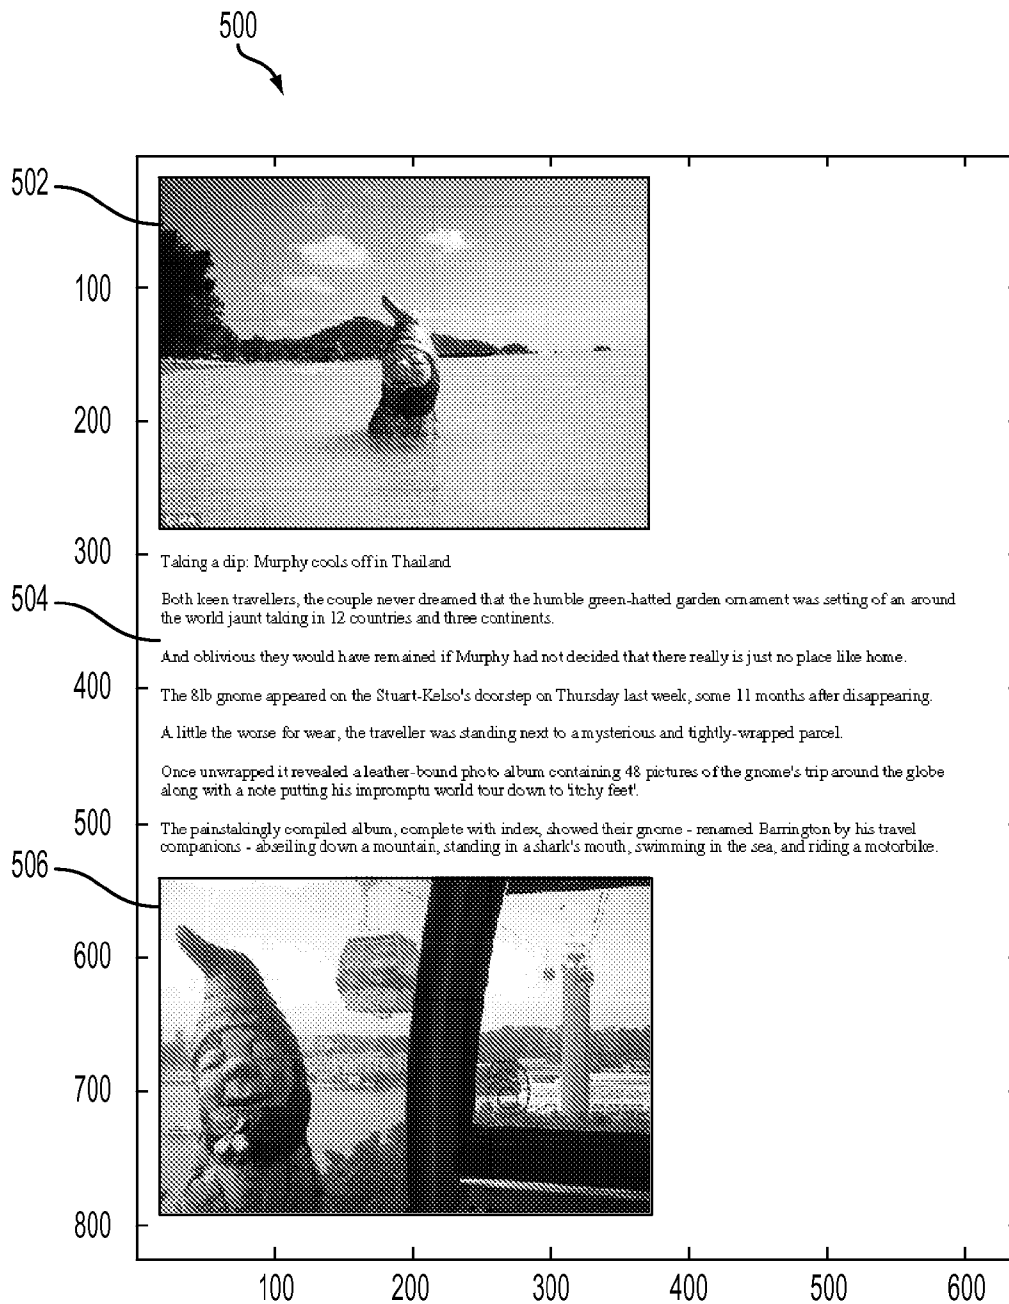 500
502
100
200
300
Taking a dip: Murphy cools off in Thailand
504
Both keen travellers, the couple never dreamed that the humble green-hatted garden ornament was setting of an around
the world jaunt taking in 12 countries and three continents.
And oblivious they would have remained if Murphy had not decided that there really is just no place like home.
400
The 8lb gnome appeared on the Stuart-Kelso's doorstep on Thursday last week, some 11 months after disappearing.
A little the worse for wear, the traveller was standing next to a mysterious and tightly-wrapped parcel.
Once unwrapped it revealed a leather-bound photo album containing 48 pictures of the gnome's trip around the globe
along with a note putting his impromptu world tour down to 'itchy feet'.
500
The painstakingly compiled album, complete with index, showed their gnome - renamed Barrington by his travel
companions - abseiling down a mountain, standing in a shark's mouth, swimming in the sea, and riding a motorbike.
506
600
700
800
100 200 300 400 500 600